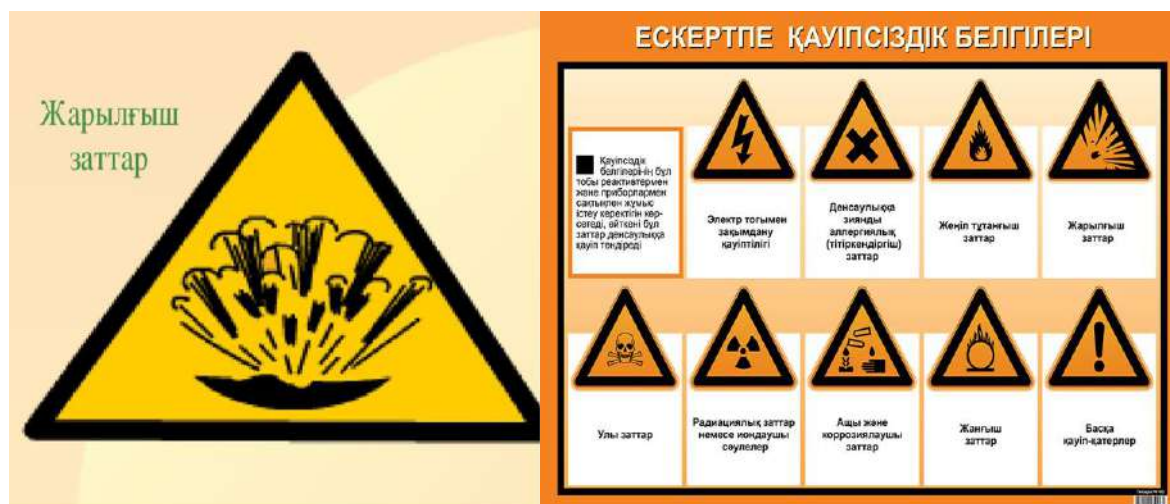 Жарылғыш
заттар
ЕСКЕРТПЕ ҚАУІПСІЗДІК БЕЛГІЛЕРІ
Қауіпсіздік
белгілерінің бұл
тобы реактивтермен
және приборлармен
сақтықпен жұмыс
істеу керектігін көр-
сетеді, өйткені бұл
заттар денсаулыққа
қауіп төндіреді
Электр тоғымен
зақымдану
қауіптілігі
Денсаулыққа
зиянды
аллергиялық
(тітіркендіргіш)
заттар
Жеңіл тұтанғыш
заттар
Жарылғыш
заттар
Улы заттар
Радиациялық заттар
немесе иондаушы
сәулелер
Ащы және
коррозиялаушы
заттар
Жанғыш
заттар
Басқа
қауіп-қатерлер